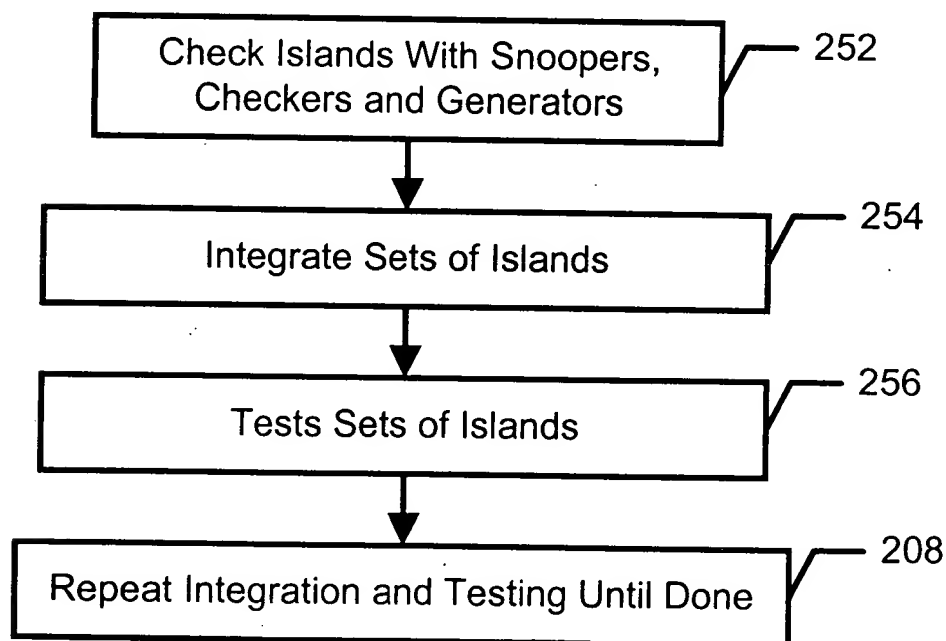 Check Islands With Snoopers,
Checkers and Generators
252
Integrate Sets of Islands
254
Tests Sets of Islands
256
Repeat Integration and Testing Until Done
208